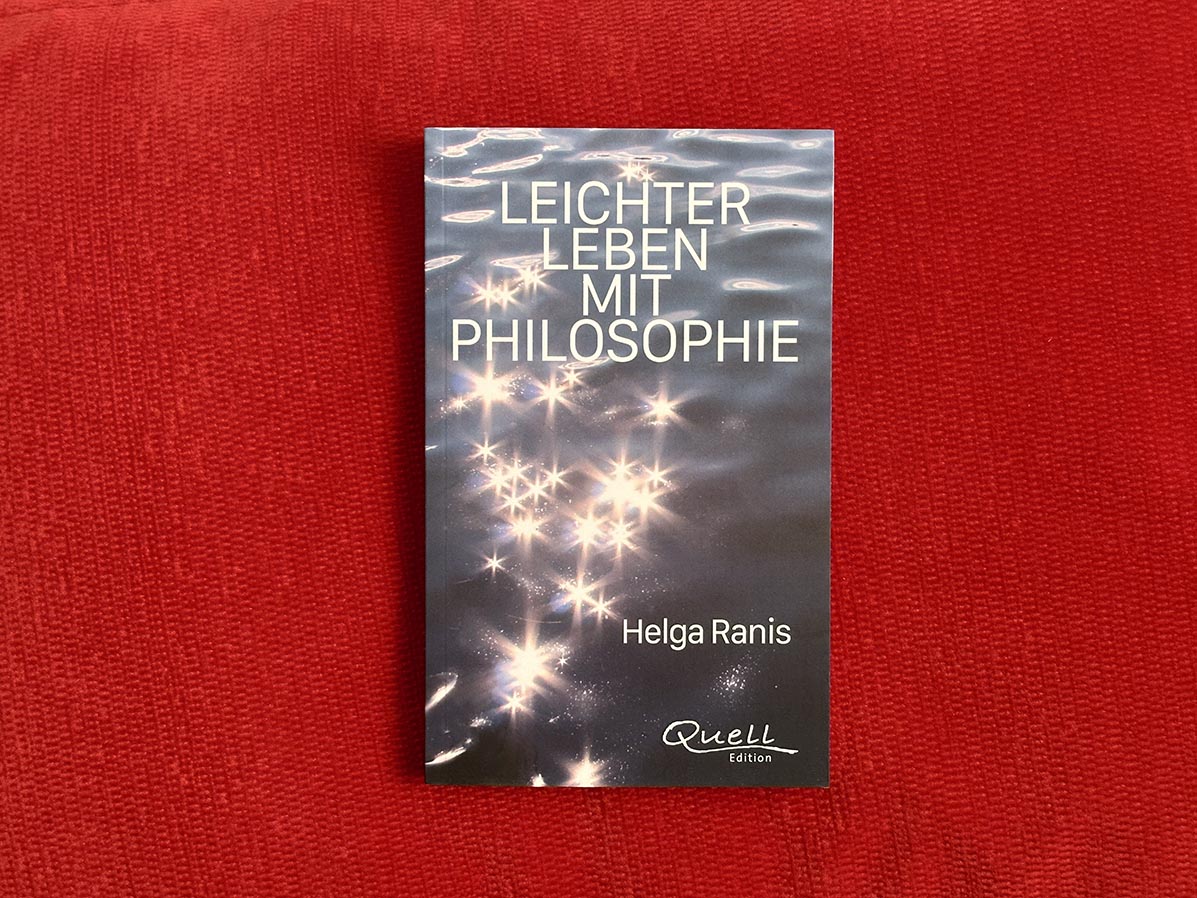 LEICHTER
LEBEN
MIT
PHILOSOPHIE
Helga Ranis
Quell
Edition